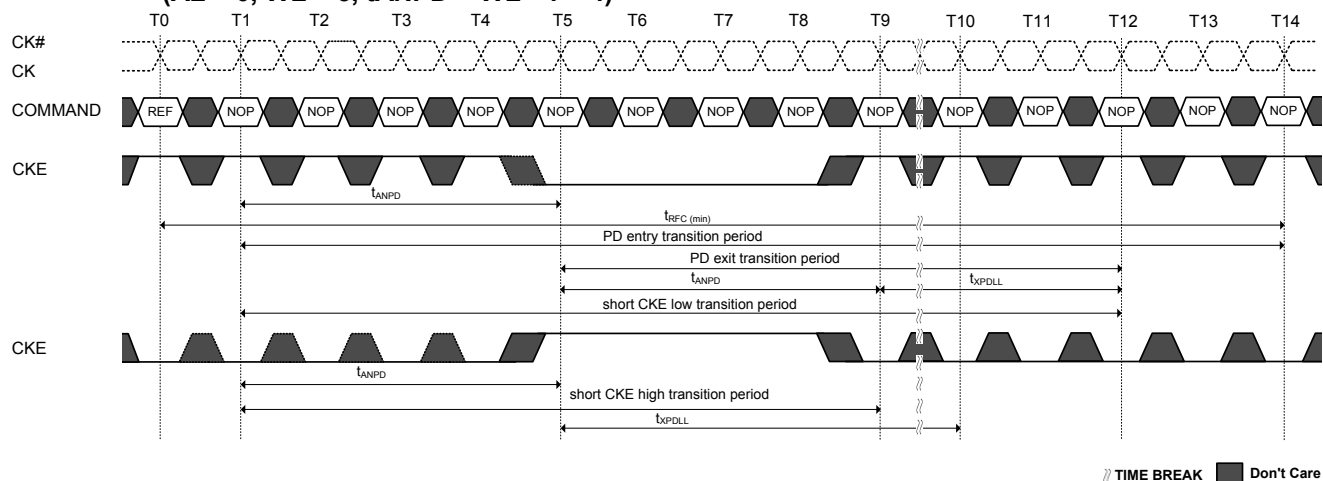 T0 T1 T2 T3 T4 T5 T6 T7 T8 T9 T10 T11 T12 T13 T14
CK#
CK
COMMAND REF NOP NOP NOP NOP NOP NOP NOP NOP NOP NOP NOP NOP NOP NOP
CKE
tANPD
tRFC (min)
PD entry transition period
PD exit transition period
tANPD tXPDLL
short CKE low transition period
CKE
tANPD
short CKE high transition period
tXPDLL
TIME BREAK Don't Care